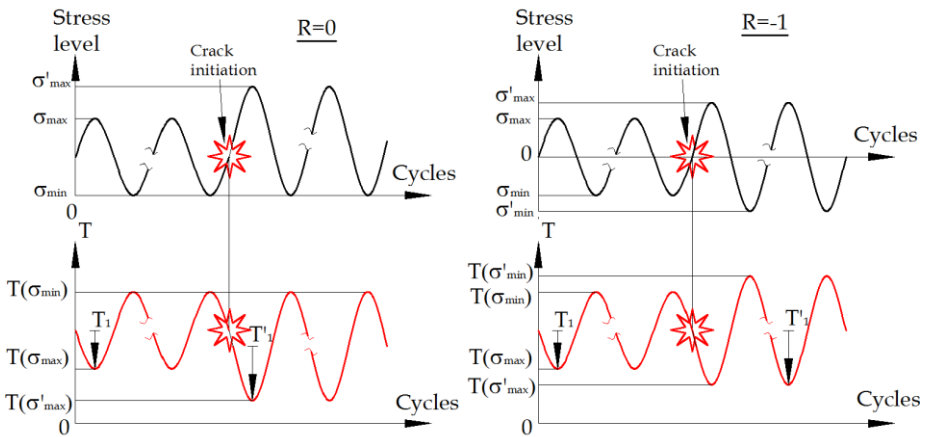 Stress
level
R=0
Crack
initiation
σ'max
σmax
σmin
0
Cycles
T
T(σmin)
T1
T'1
T(σmax)
T(σ'max)
Cycles
0
Stress
level
R=-1
Crack
initiation
σ'max
σmax
0
Cycles
σmin
σ'min
T
T(σ'min)
T(σmin)
T1
T'1
T(σmax)
T(σ'max)
Cycles
0